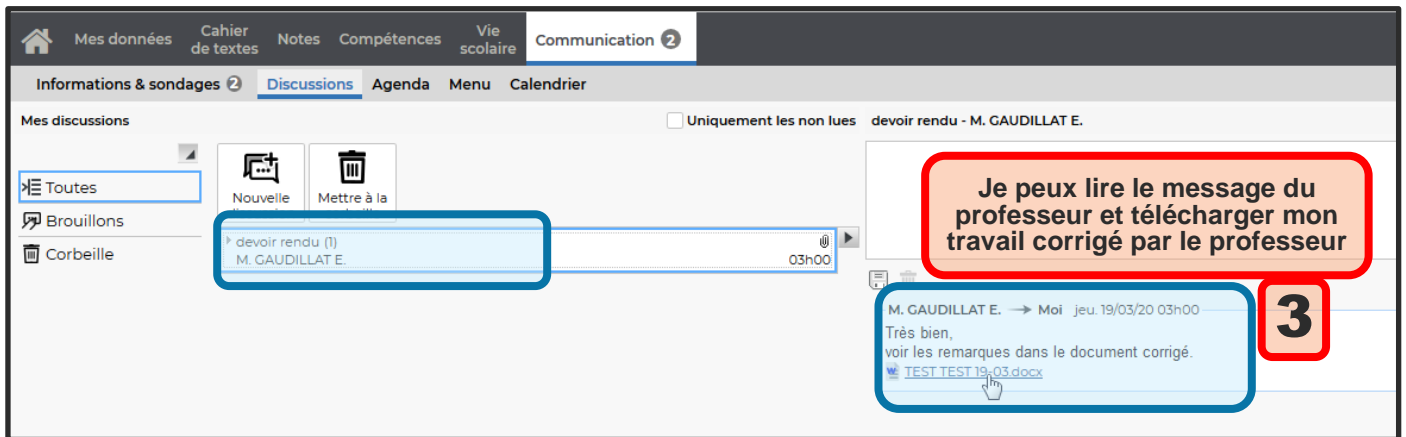 Mes données
Cahier
de textes
Notes
Compétences
Vie
scolaire
Communication 2
Informations & sondages 2
Discussions
Agenda
Menu
Calendrier
Mes discussions
Uniquement les non lues
devoir rendu - M. GAUDILLAT E.
Toutes
Brouillons
Corbeille
Nouvelle
Mettre à la
devoir rendu (1)
M. GAUDILLAT E.
03h00
Je peux lire le message du
professeur et télécharger mon
travail corrigé par le professeur
3
M. GAUDILLAT E. → Moi jeu. 19/03/20 03h00
Très bien,
voir les remarques dans le document corrigé.
TEST TEST 19-03.docx